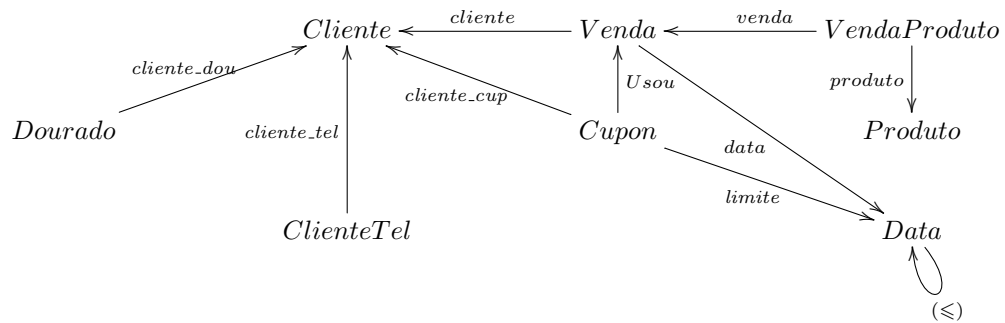 cliente venda
Cliente Venda VendaProduto
cliente_dou cliente_cup Usou produto
Dourado cliente_tel Cupon Produto
data
limite
ClienteTel Data
(⩽)